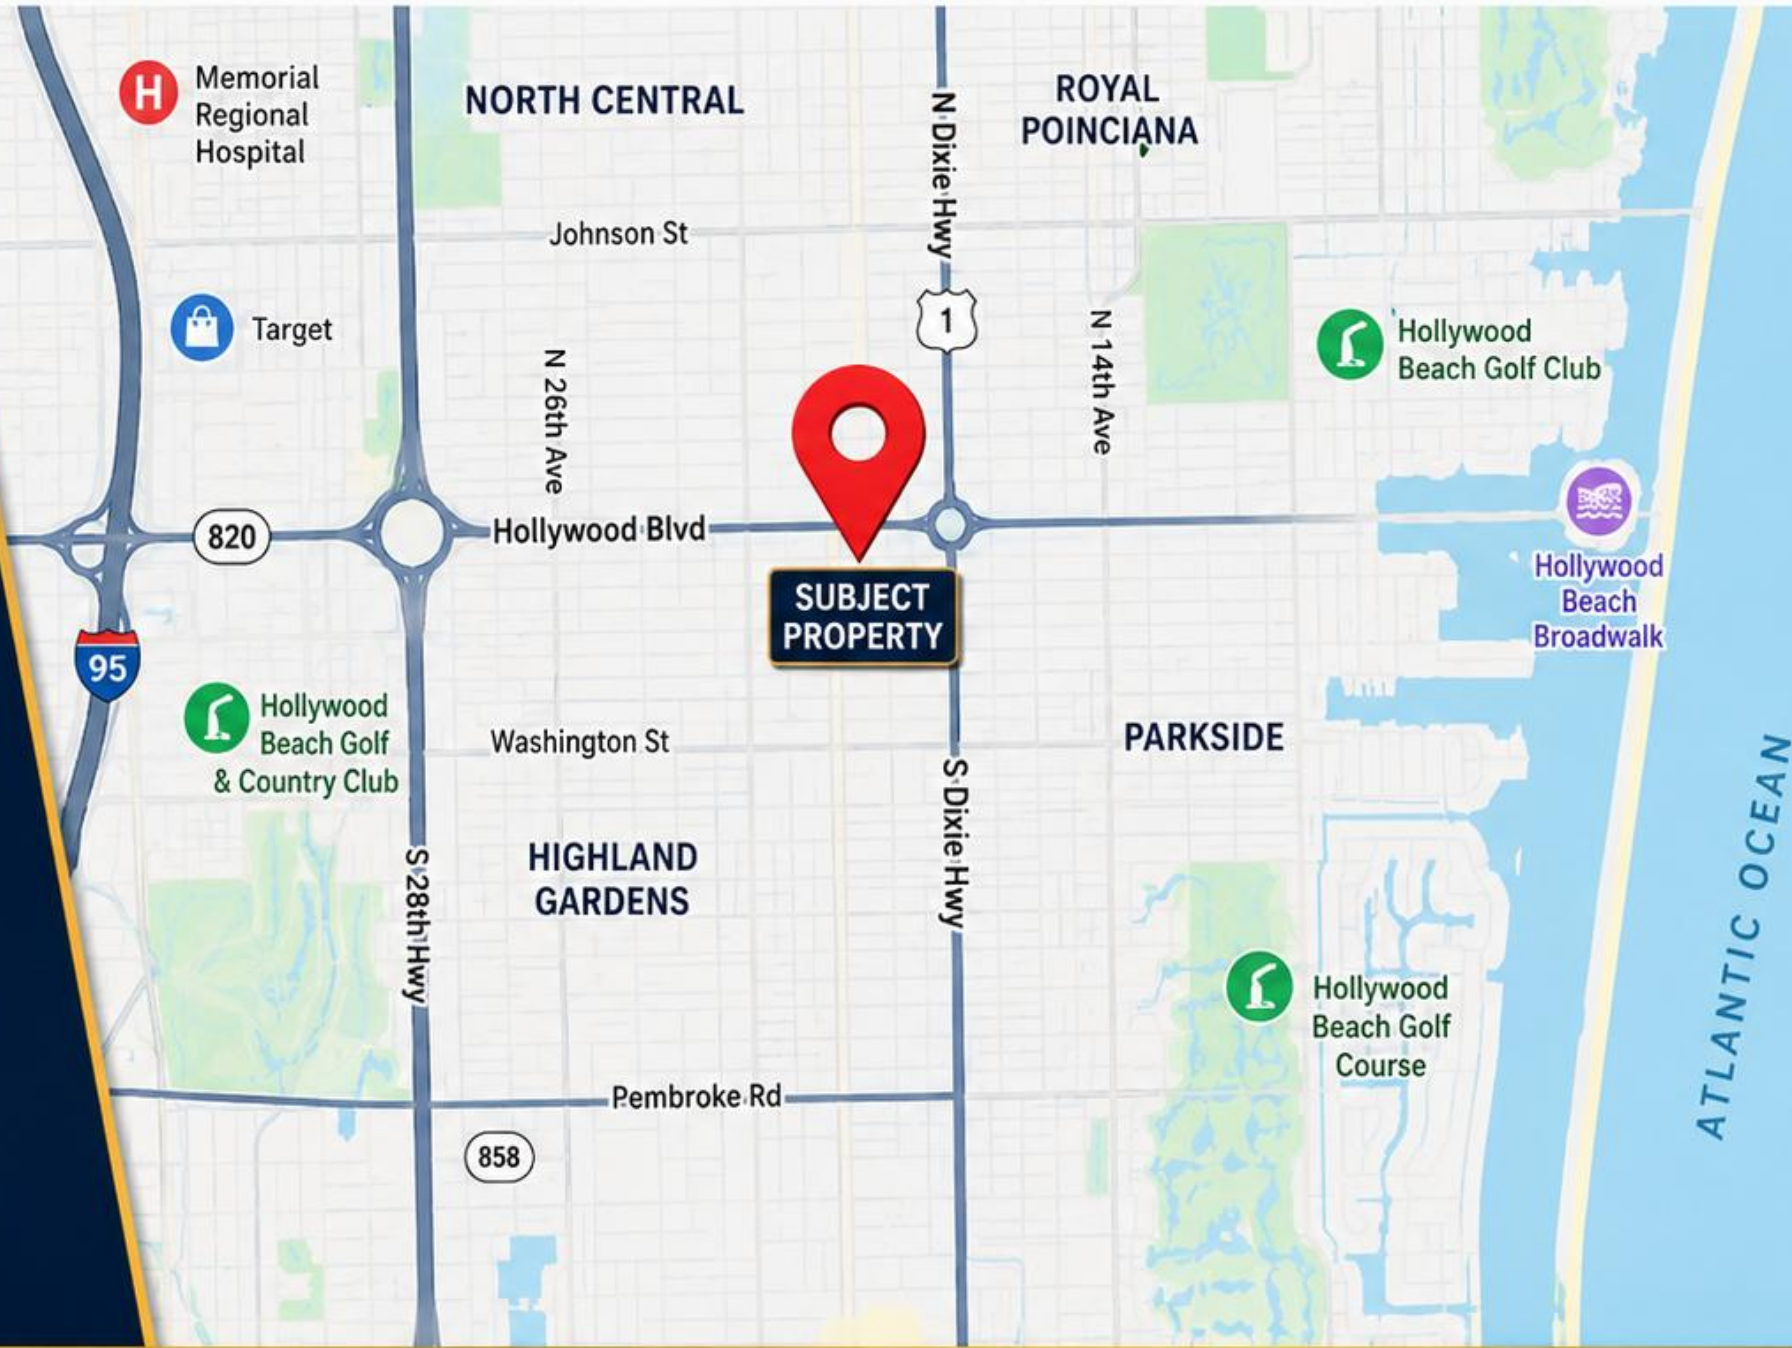 H
Memorial
Regional
Hospital
NORTH CENTRAL
N Dixie Hwy
ROYAL
POINCIANA
Johnson St
Target
N 26th Ave
1
N 14th Ave
Hollywood
Beach Golf Club
820
Hollywood Blvd
SUBJECT
PROPERTY
Hollywood
Beach
Broadwalk
95
Hollywood
Beach Golf
& Country Club
Washington St
PARKSIDE
S 28th Hwy
HIGHLAND
GARDENS
S Dixie Hwy
ATLANTIC OCEAN
Hollywood
Beach Golf
Course
Pembroke Rd
858